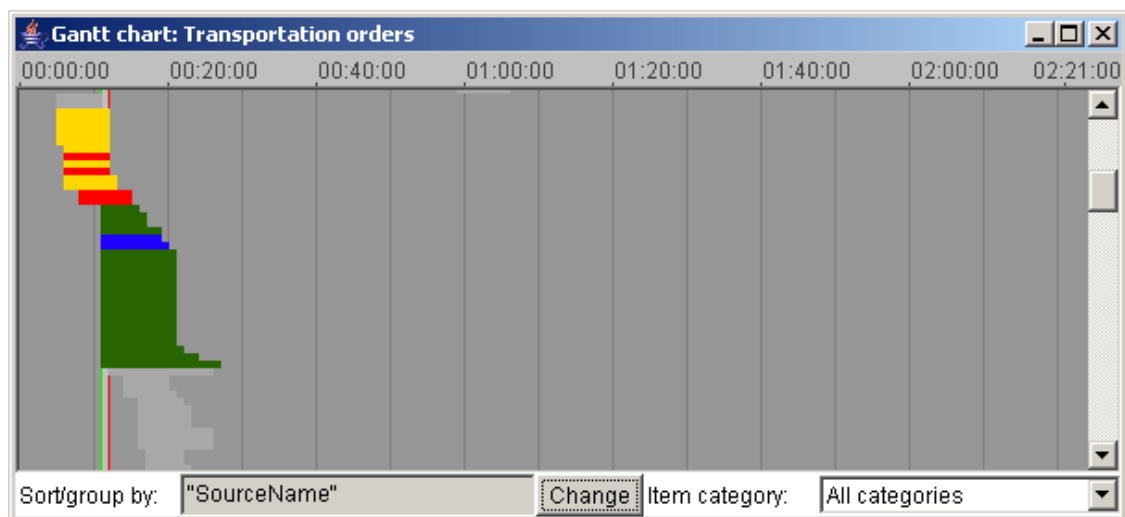 Gantt chart: Transportation orders
00:00:00 00:20:00 00:40:00 01:00:00 01:20:00 01:40:00 02:00:00 02:21:00
Sort/group by: "SourceName" Change Item category: All categories